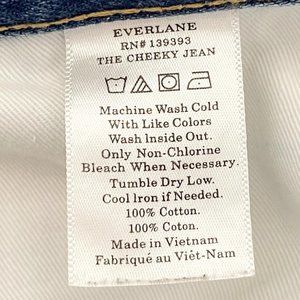 EVERLANE
RN# 139393
THE CHEEKY JEAN
Machine Wash Cold
With Like Colors
Wash Inside Out.
Only Non-Chlorine
Bleach When Necessary.
Tumble Dry Low.
Cool Iron if Needed.
100% Cotton.
100% Coton.
Made in Vietnam
Fabriqué au Viêt-Nam